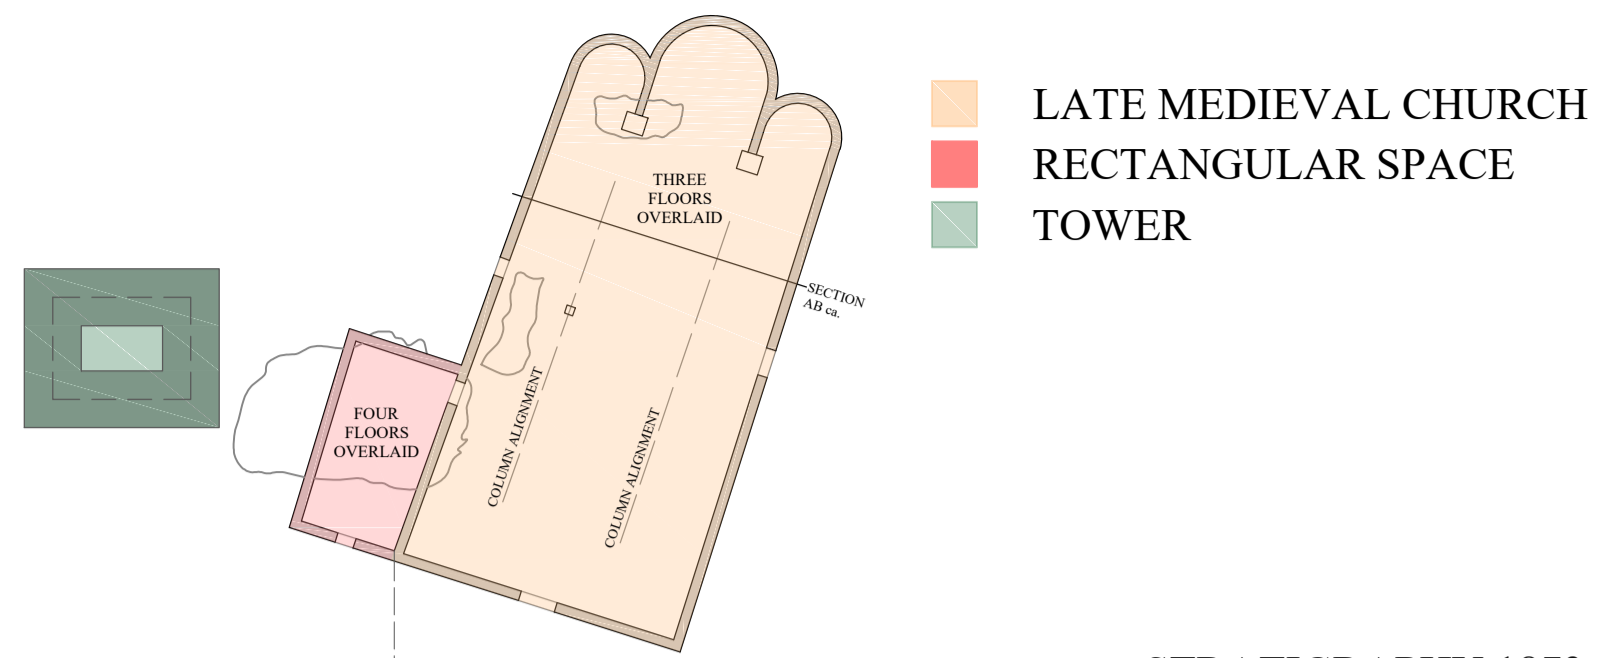 LATE MEDIEVAL CHURCH
RECTANGULAR SPACE
TOWER
THREE
FLOORS
OVERLAID
SECTION
AB ca.
FOUR
FLOORS
OVERLAID
COLUMN ALIGNMENT
COLUMN ALIGNMENT